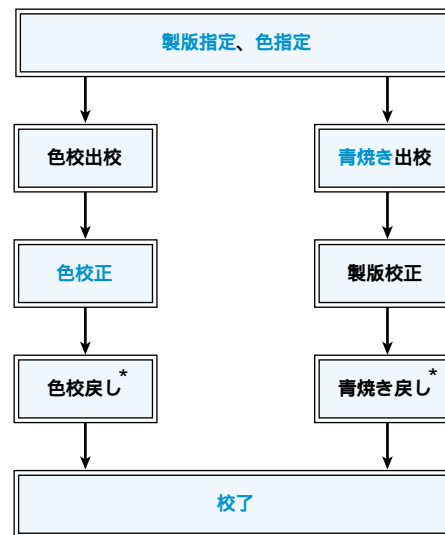 製版指定、色指定
色校出校
青焼き出校
色校正
製版校正
色校戻し*
青焼き戻し*
校了